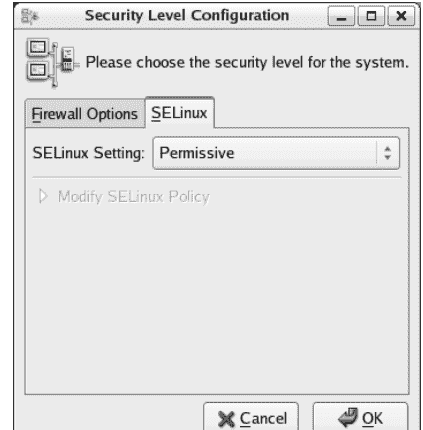 Security Level Configuration
Please choose the security level for the system.
Firewall Options SELinux
SELinux Setting: Permissive
Modify SELinux Policy
Cancel OK